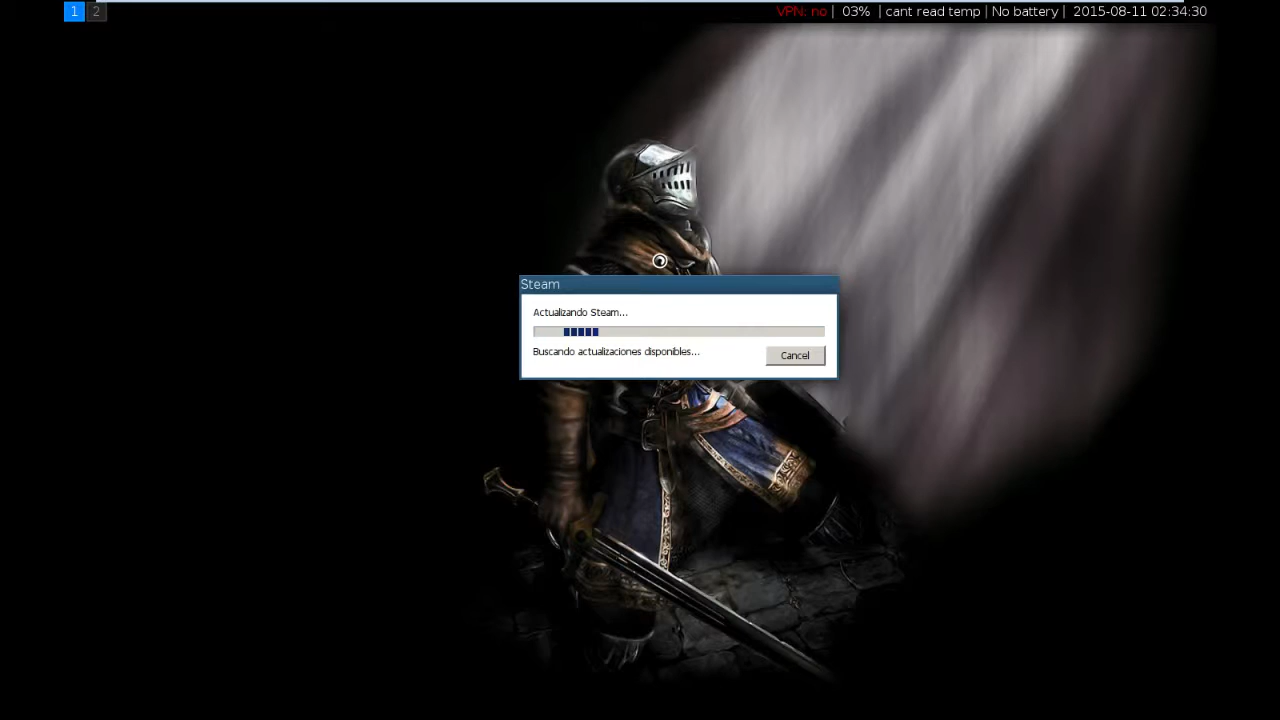 1 2 VPN: no | 03% | cant read temp | No battery | 2015-08-11 02:34:30
Steam
Actualizando Steam...
Buscando actualizaciones disponibles...
Cancel